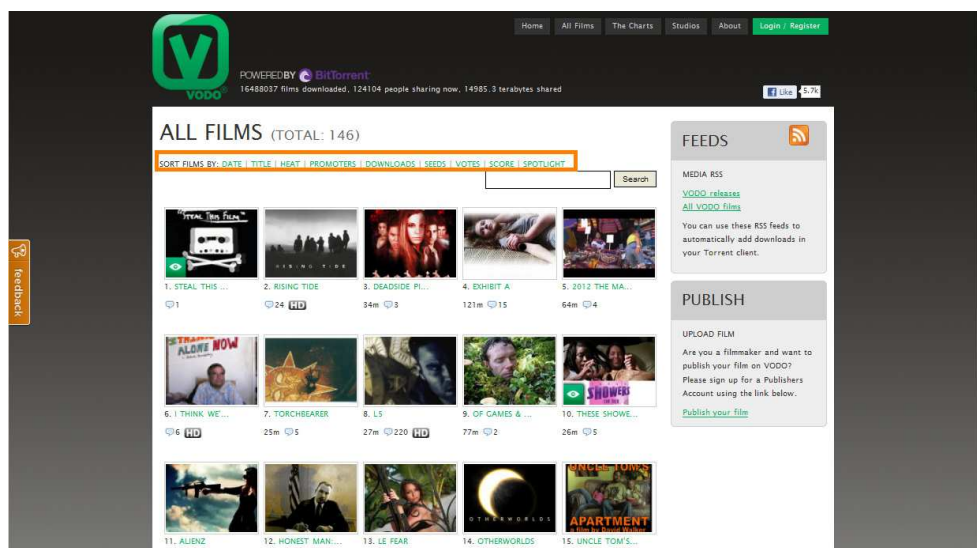 Home All Films The Charts Studios About Login / Register
VODO
POWEREDBY BitTorrent
16488037 films downloaded, 124104 people sharing now, 14985.3 terabytes shared
Like 5.7k
ALL FILMS (TOTAL: 146)
SORT FILMS BY: DATE | TITLE | HEAT | PROMOTERS | DOWNLOADS | SEEDS | VOTES | SCORE | SPOTLIGHT
Search
"STEAL THIS FILM"
RISING TIDE
1. STEAL THIS ... 2. RISING TIDE 3. DEADSIDE PI... 4. EXHIBIT A 5. 2012 THE MA...
1 24 HD 34m 3 121m 15 64m 4
I THINK WE'RE
ALONE NOW
SHOWERS
6. I THINK WE'... 7. TORCHBEARER 8. L5 9. OF GAMES & ... 10. THESE SHOWE...
6 HD 25m 5 27m 220 HD 77m 2 26m 5
OTHERWORLDS
UNCLE TOM'S
APARTMENT
a film by David Walker
11. ALIENZ 12. HONEST MAN:... 13. LE FEAR 14. OTHERWORLDS 15. UNCLE TOM'S...
FEEDS
MEDIA RSS
VODO releases
All VODO films
You can use these RSS feeds to
automatically add downloads in
your Torrent client.
PUBLISH
UPLOAD FILM
Are you a filmmaker and want to
publish your film on VODO?
Please sign up for a Publishers
Account using the link below.
Publish your film
feedback